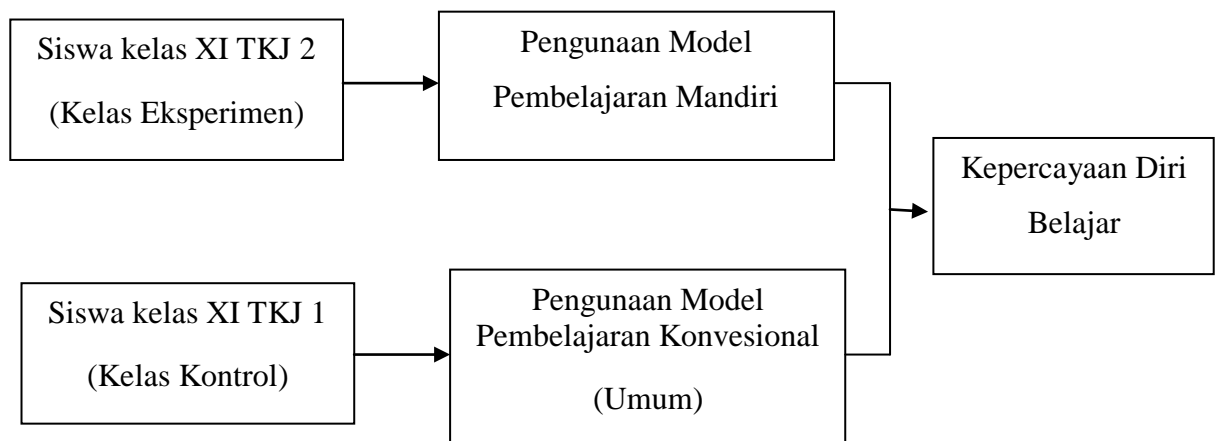 Siswa kelas XI TKJ 2
(Kelas Eksperimen)
Pengunaan Model
Pembelajaran Mandiri
Kepercayaan Diri
Belajar
Siswa kelas XI TKJ 1
(Kelas Kontrol)
Pengunaan Model
Pembelajaran Konvesional
(Umum)